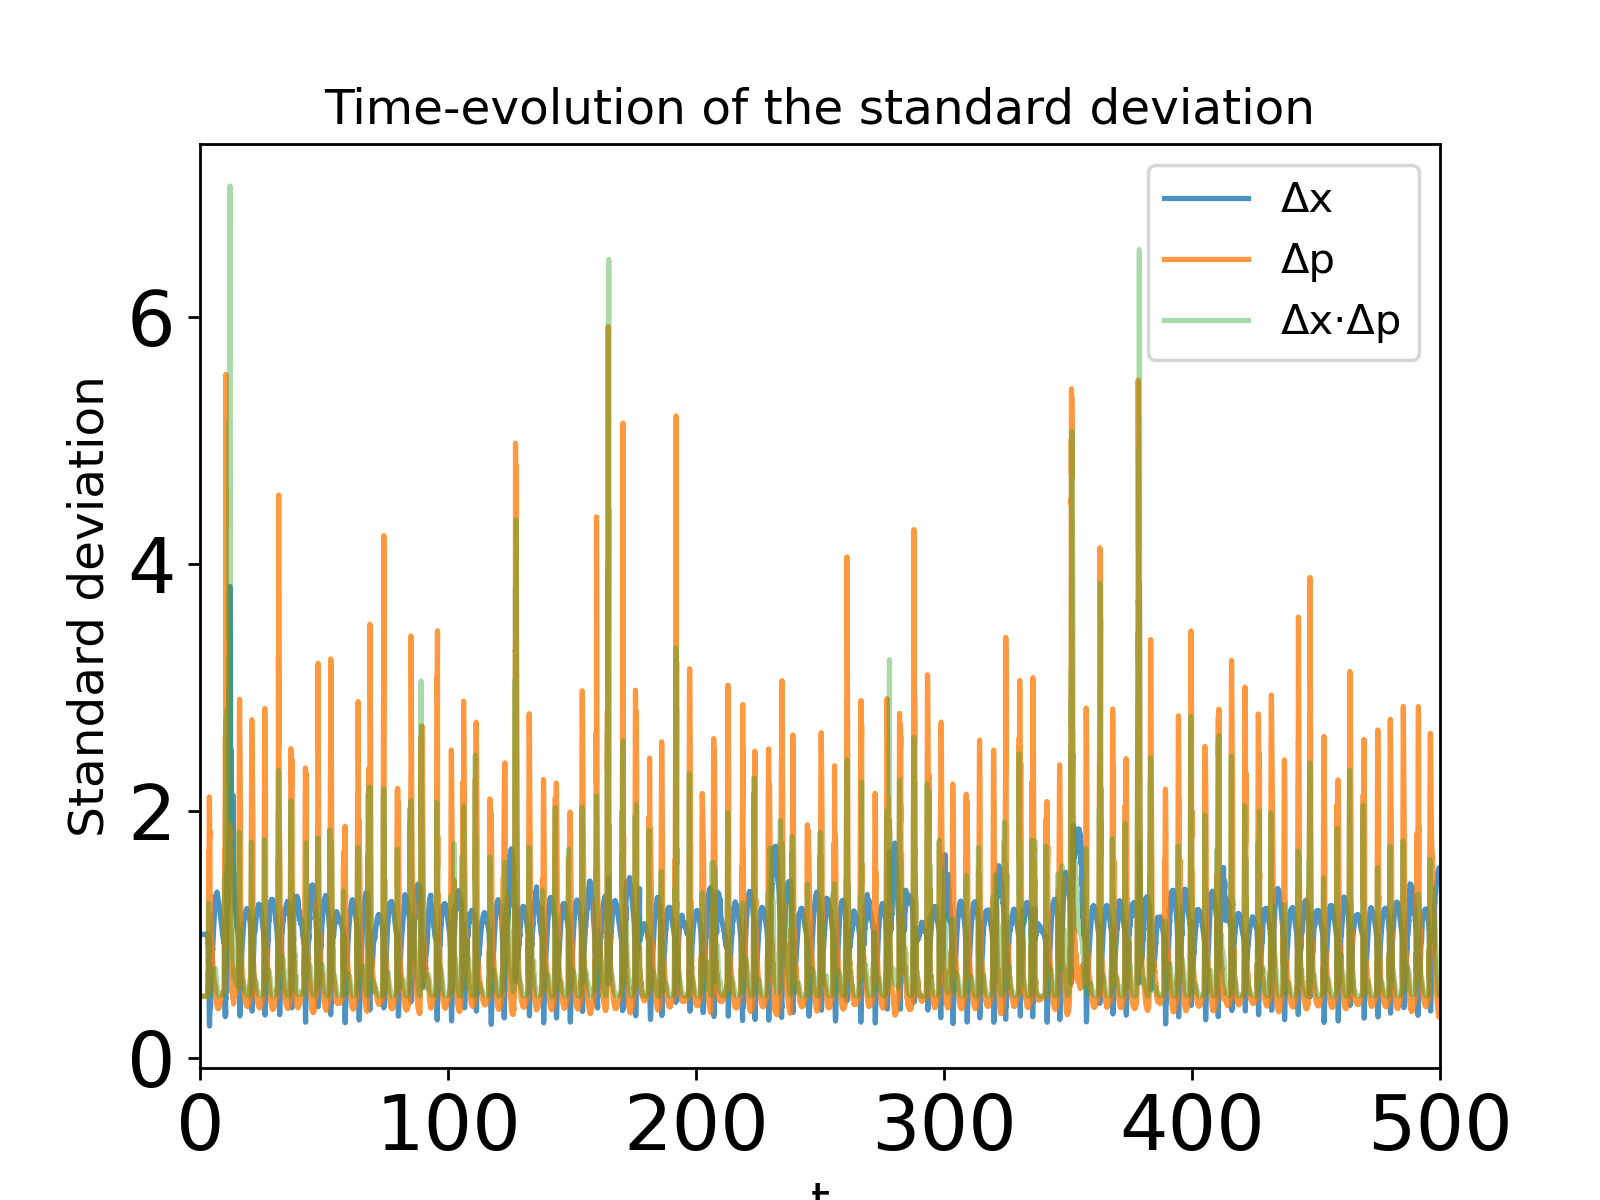 Time-evolution of the standard deviation
Δx
Δp
Δx·Δp
Standard deviation
6
4
2
0
0 100 200 300 400 500
t